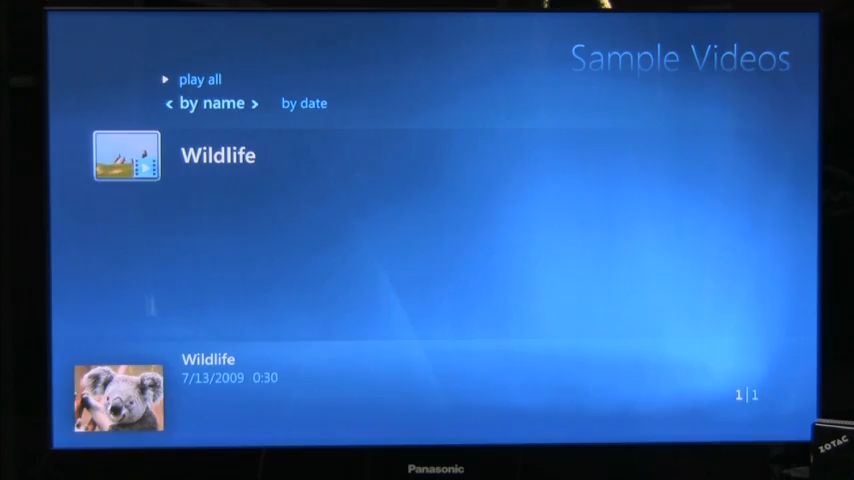 Sample Videos
play all
< by name > by date
Wildlife
Wildlife
7/13/2009 0:30
1|1
ZOTAC
Panasonic